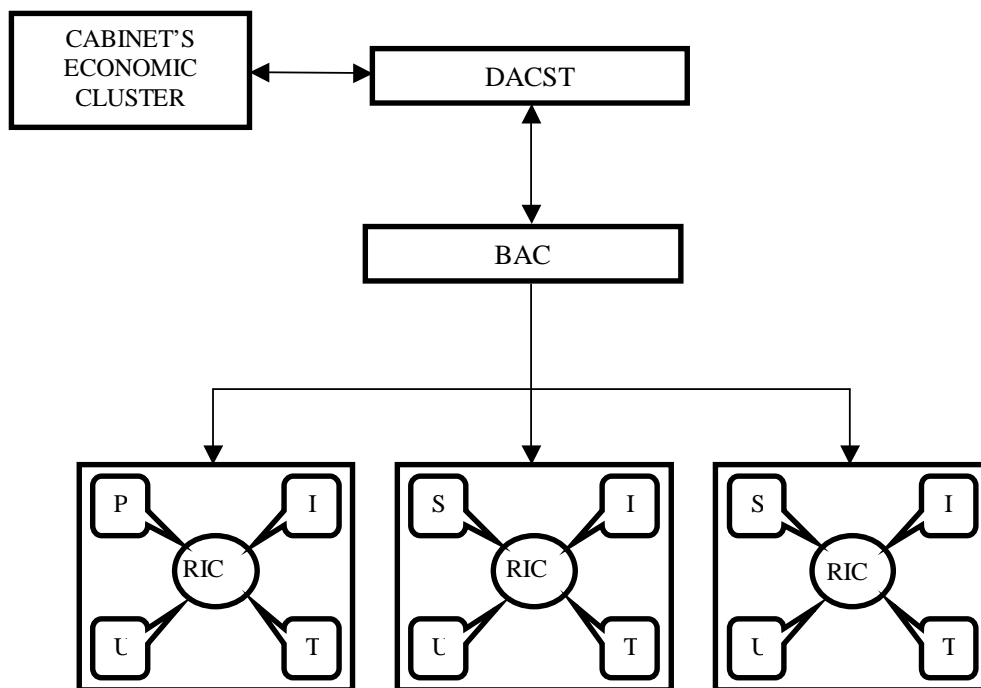 CABINET'S
ECONOMIC
CLUSTER
DACST
BAC
P I
RIC
U T
S I
RIC
U T
S I
RIC
U T